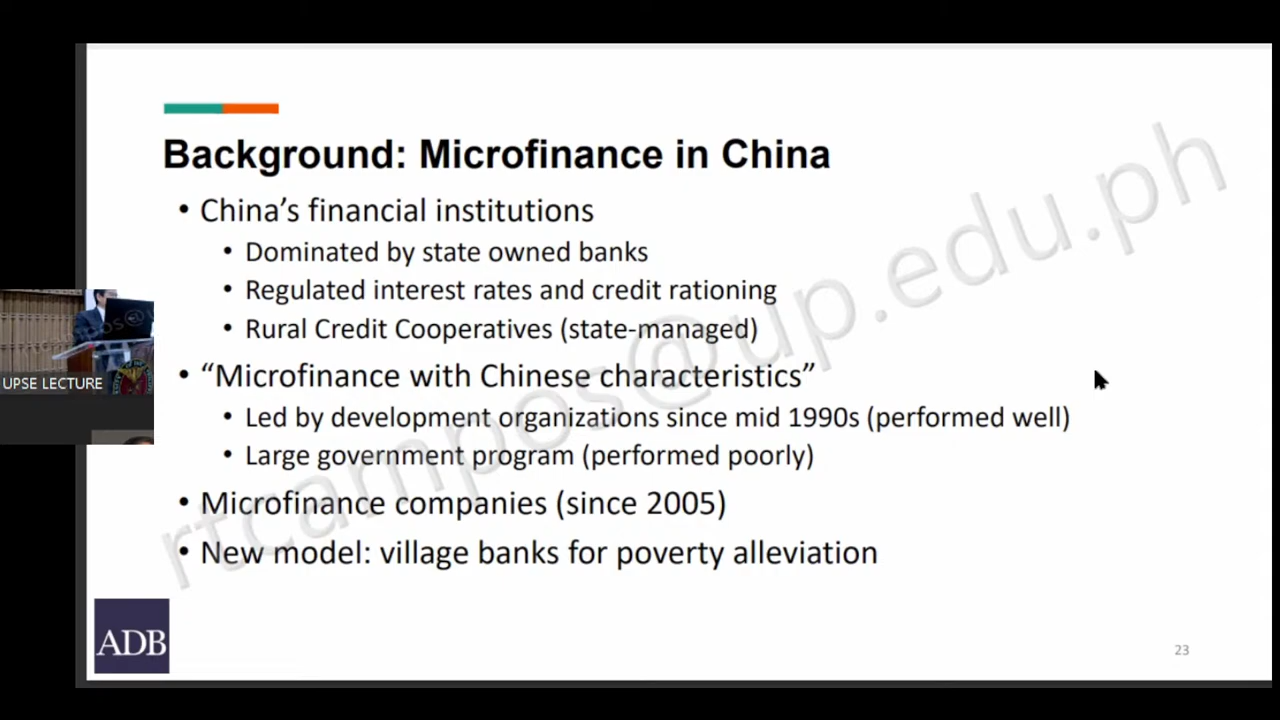 Background: Microfinance in China
• China’s financial institutions
• Dominated by state owned banks
• Regulated interest rates and credit rationing
• Rural Credit Cooperatives (state-managed)
• “Microfinance with Chinese characteristics”
• Led by development organizations since mid 1990s (performed well)
• Large government program (performed poorly)
• Microfinance companies (since 2005)
• New model: village banks for poverty alleviation
rtcampos@up.edu.ph
UPSE LECTURE
ADB
23